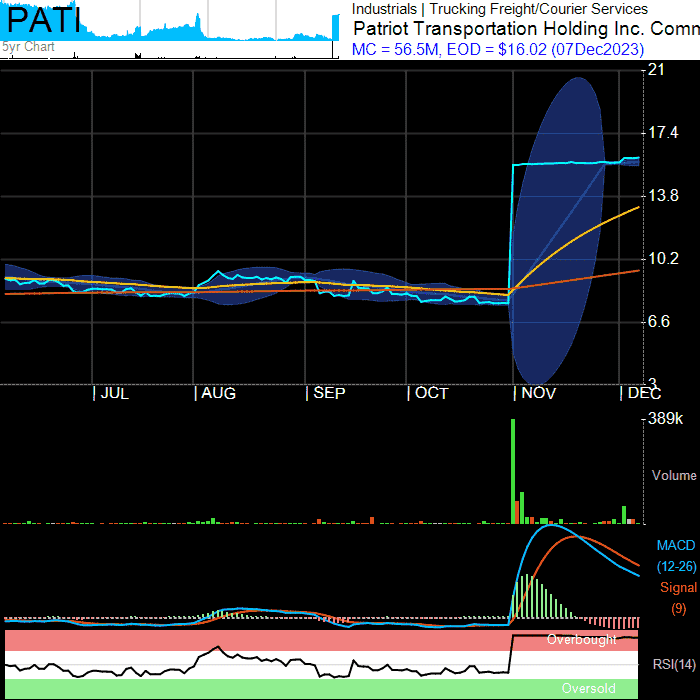 PATI
5yr Chart
Industrials | Trucking Freight/Courier Services
Patriot Transportation Holding Inc. Comn
MC = 56.5M, EOD = $16.02 (07Dec2023)
21
17.4
13.8
10.2
6.6
3
JUL AUG SEP OCT NOV DEC
389k
Volume
MACD
(12-26)
Signal
(9)
Overbought
RSI(14)
Oversold